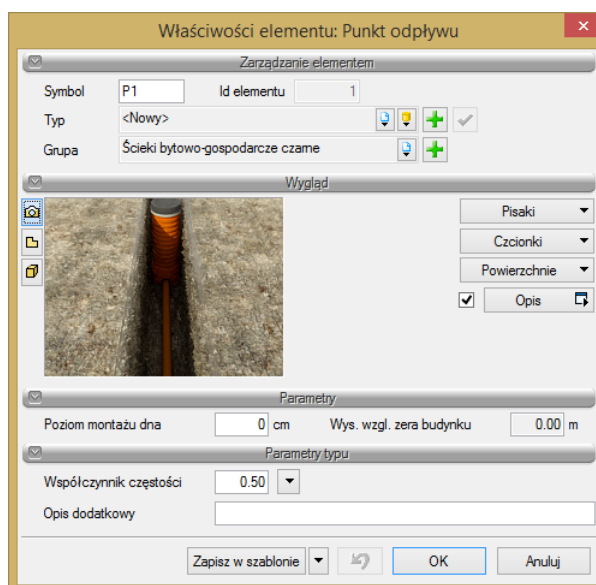 Właściwości elementu: Punkt odpływu
Zarządzanie elementem
Symbol P1 Id elementu 1
Typ <Nowy>
Grupa Ścieki bytowo-gospodarcze czarne
Wygląd
Pisaki
Czcionki
Powierzchnie
Opis
Parametry
Poziom montażu dna 0 cm Wys. wzgl. zera budynku 0.00 m
Parametry typu
Współczynnik częstości 0.50
Opis dodatkowy
Zapisz w szablonie OK Anuluj